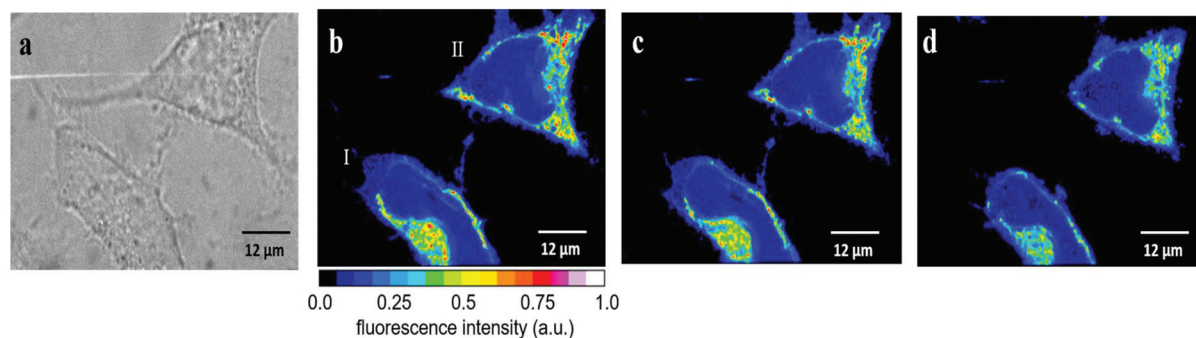 a
b
II
I
c
d
12 µm
12 µm
12 µm
12 µm
0.0 0.25 0.5 0.75 1.0
fluorescence intensity (a.u.)